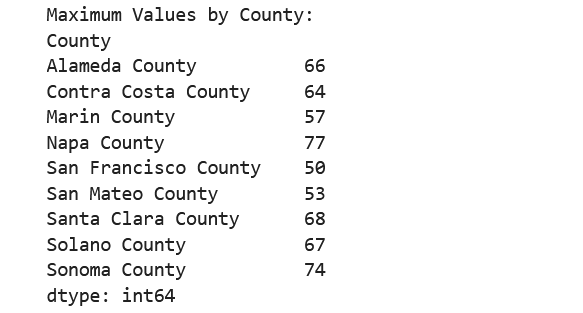 Maximum Values by County:
County
Alameda County 66
Contra Costa County 64
Marin County 57
Napa County 77
San Francisco County 50
San Mateo County 53
Santa Clara County 68
Solano County 67
Sonoma County 74
dtype: int64